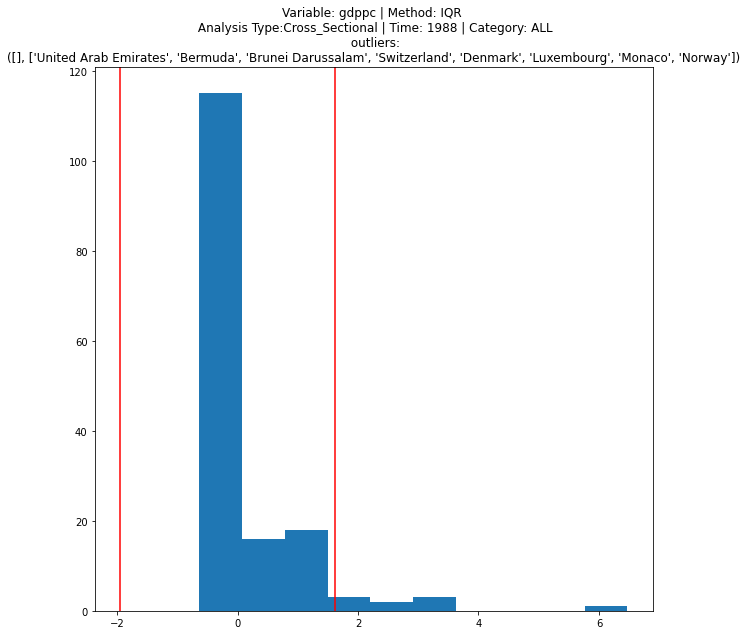 Variable: gdppc | Method: IQR
Analysis Type:Cross_Sectional | Time: 1988 | Category: ALL
outliers:
([], ['United Arab Emirates', 'Bermuda', 'Brunei Darussalam', 'Switzerland', 'Denmark', 'Luxembourg', 'Monaco', 'Norway'])
120
100
80
60
40
20
0
−2 0 2 4 6